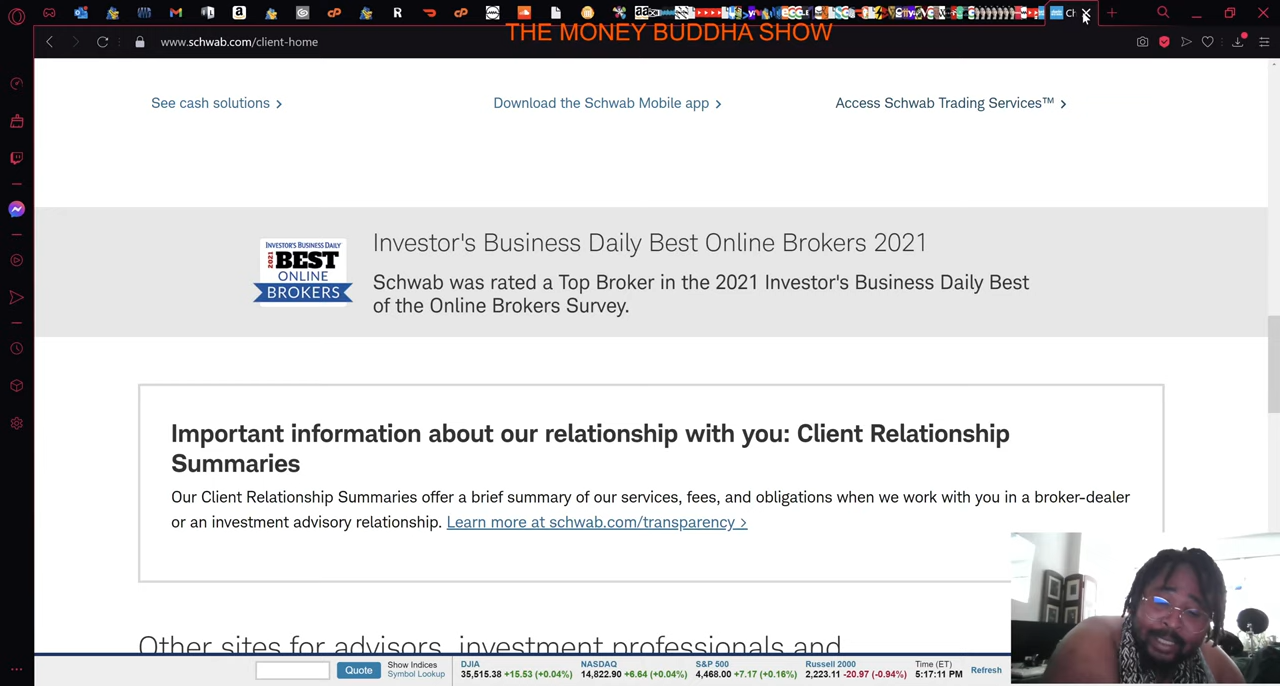 THE MONEY BUDDHA SHOW
www.schwab.com/client-home
See cash solutions >
Download the Schwab Mobile app >
Access Schwab Trading Services™ >
INVESTOR'S BUSINESS DAILY
2021 BEST
ONLINE
BROKERS
Investor's Business Daily Best Online Brokers 2021
Schwab was rated a Top Broker in the 2021 Investor's Business Daily Best
of the Online Brokers Survey.
Important information about our relationship with you: Client Relationship
Summaries
Our Client Relationship Summaries offer a brief summary of our services, fees, and obligations when we work with you in a broker-dealer
or an investment advisory relationship. Learn more at schwab.com/transparency >
Other sites for advisors, investment professionals and
Quote
Show Indices
Symbol Lookup
DJIA
35,515.38 +15.53 (+0.04%)
NASDAQ
14,822.90 +6.64 (+0.04%)
S&P 500
4,468.00 +7.17 (+0.16%)
Russell 2000
2,223.11 -20.97 (-0.94%)
Time (ET)
5:17:11 PM
Refresh